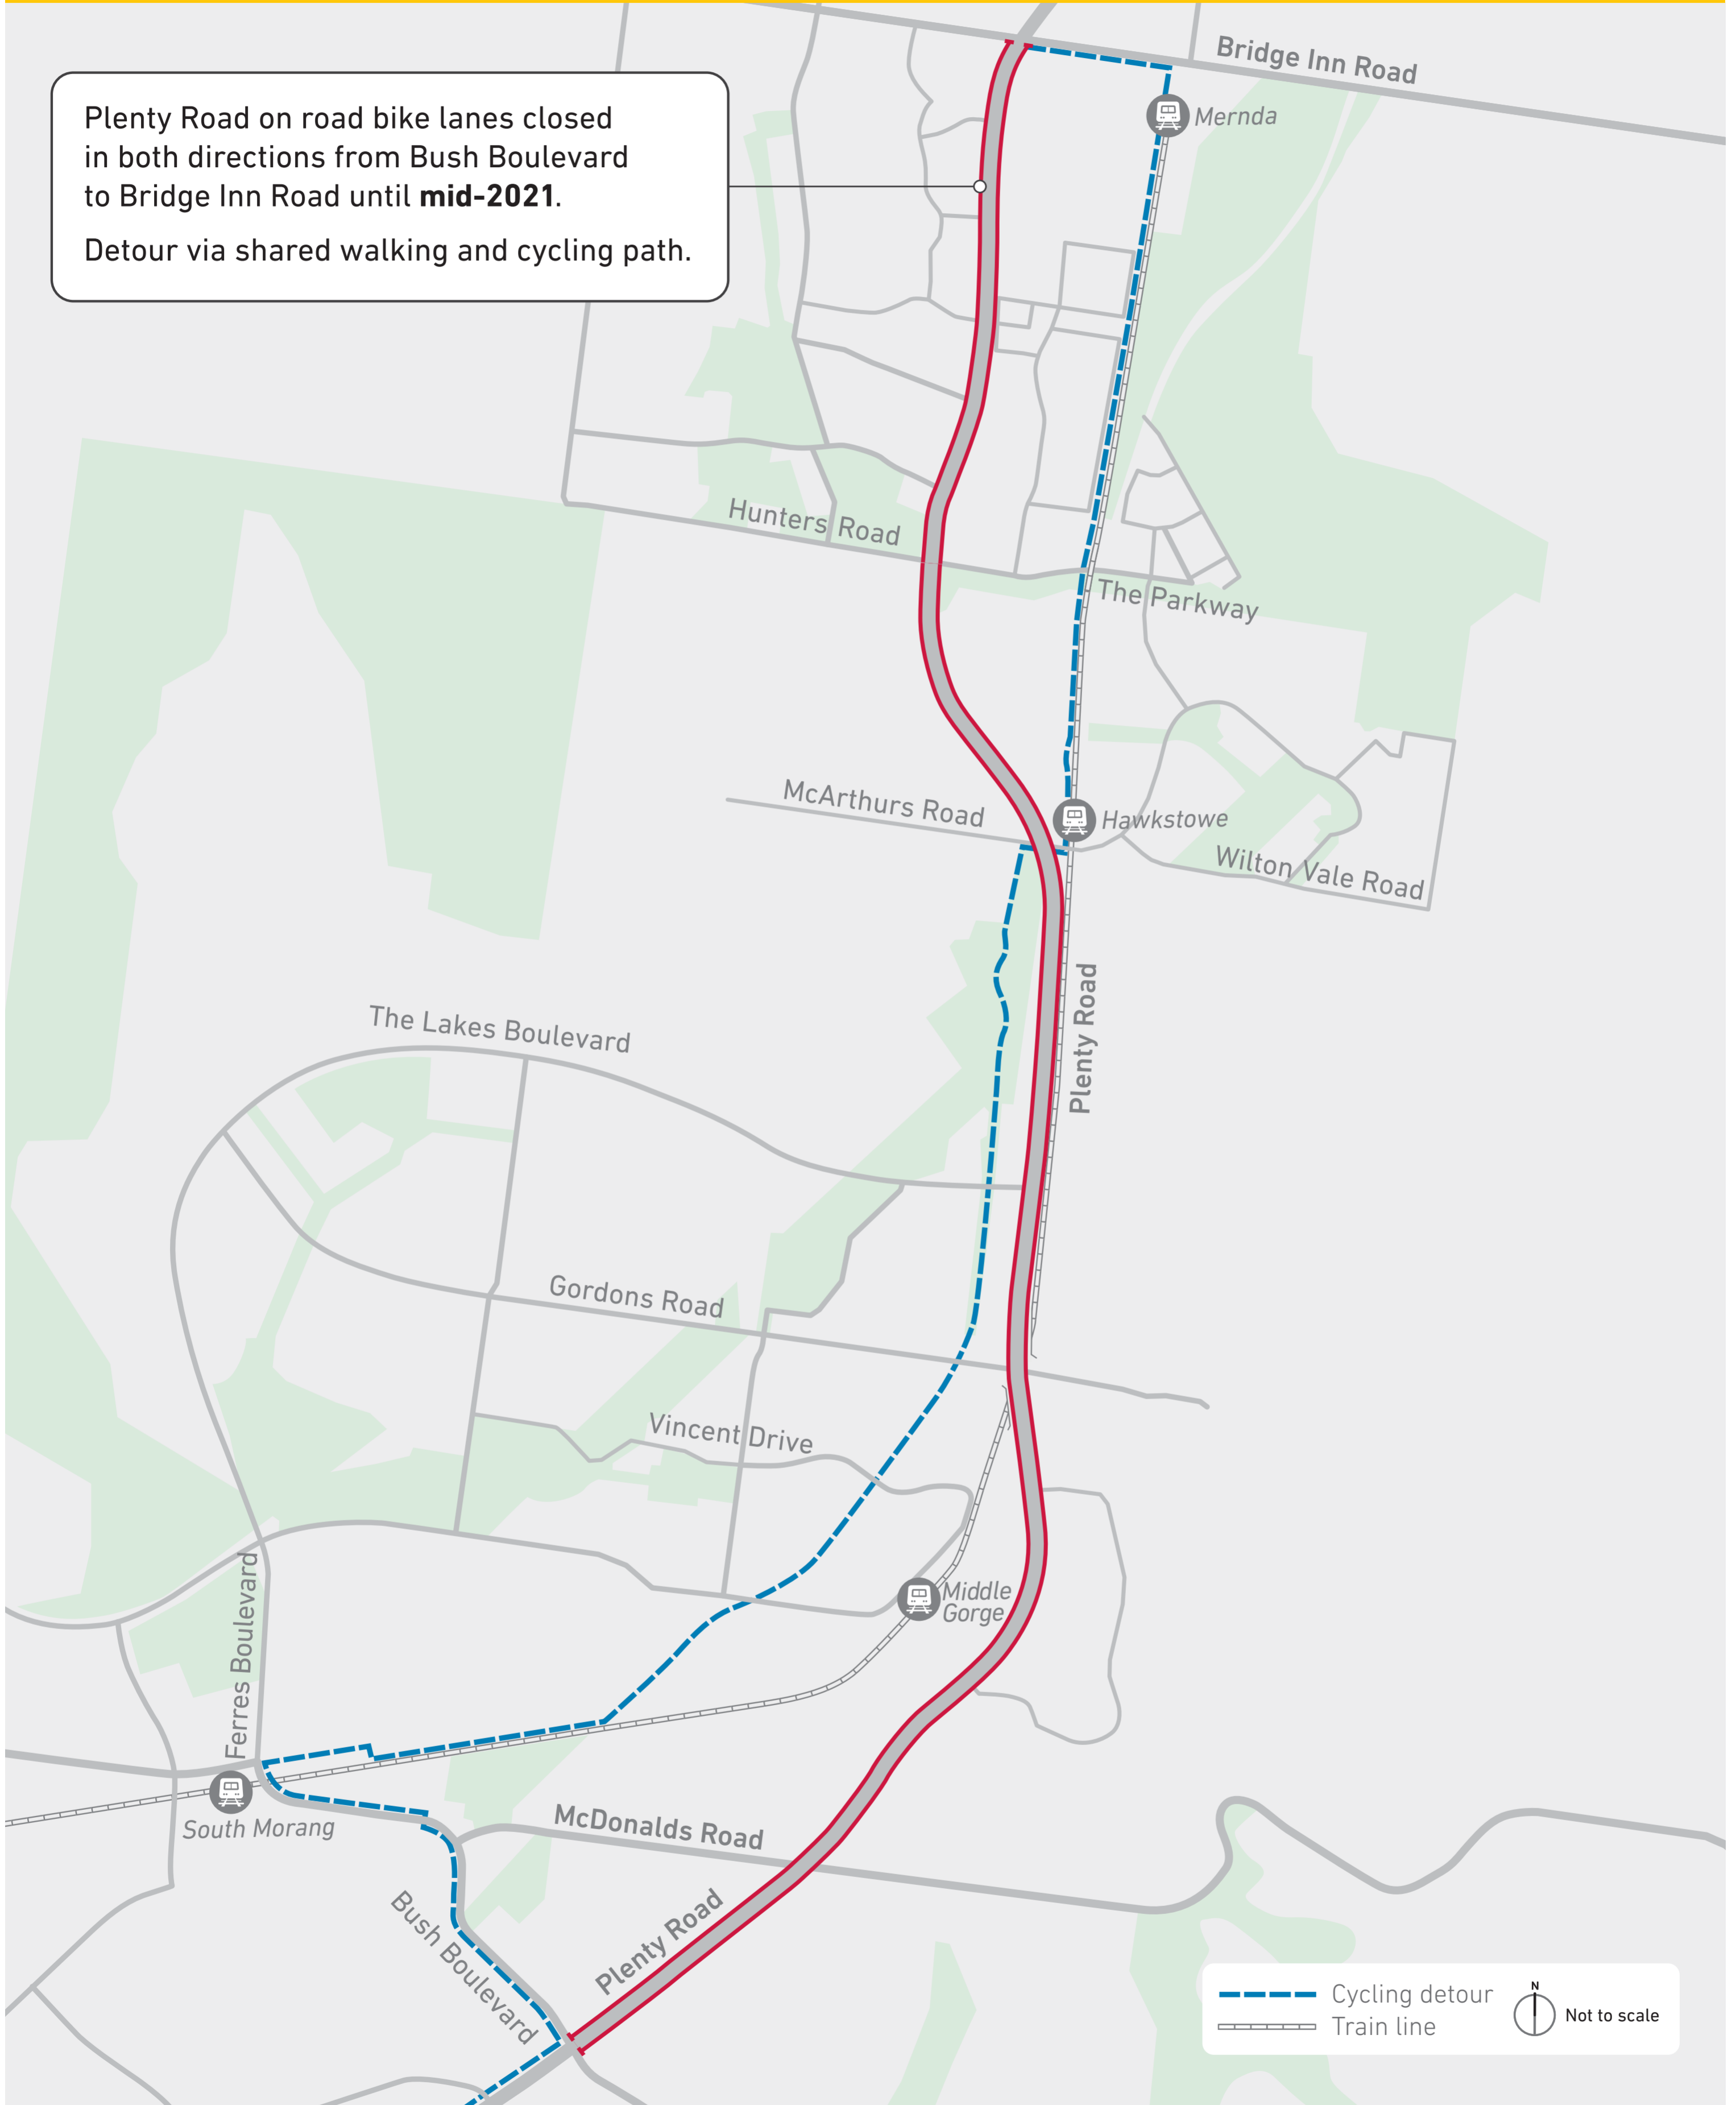 Bridge Inn Road
Plenty Road on road bike lanes closed
in both directions from Bush Boulevard
to Bridge Inn Road until mid-2021.
Detour via shared walking and cycling path.
Mernda
Hunters Road
The Parkway
McArthurs Road
Hawkstowe
Wilton Vale Road
Plenty Road
The Lakes Boulevard
Gordons Road
Vincent Drive
Middle
Gorge
Ferres Boulevard
South Morang
McDonalds Road
Bush Boulevard
Plenty Road
Cycling detour
Train line
N
Not to scale